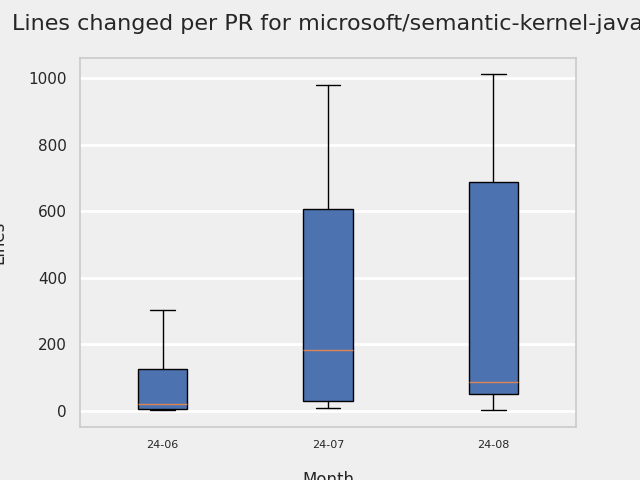 Lines changed per PR for microsoft/semantic-kernel-java
1000
800
600
400
200
0
Lines
24-06 24-07 24-08
Month